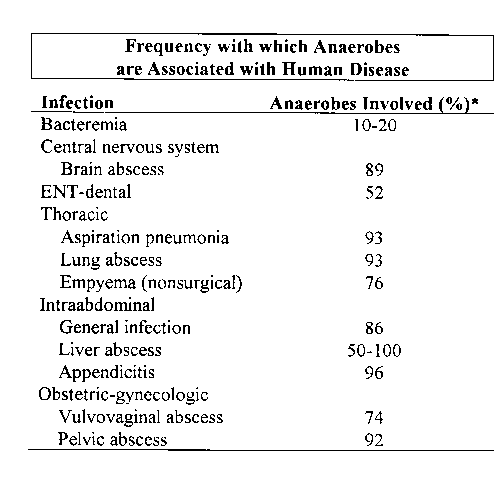 Frequency with which Anaerobes
are Associated with Human Disease
Infection Anaerobes Involved (%)*
Bacteremia 10-20
Central nervous system
Brain abscess 89
ENT-dental 52
Thoracic
Aspiration pneumonia 93
Lung abscess 93
Empyema (nonsurgical) 76
Intraabdominal
General infection 86
Liver abscess 50-100
Appendicitis 96
Obstetric-gynecologic
Vulvovaginal abscess 74
Pelvic abscess 92